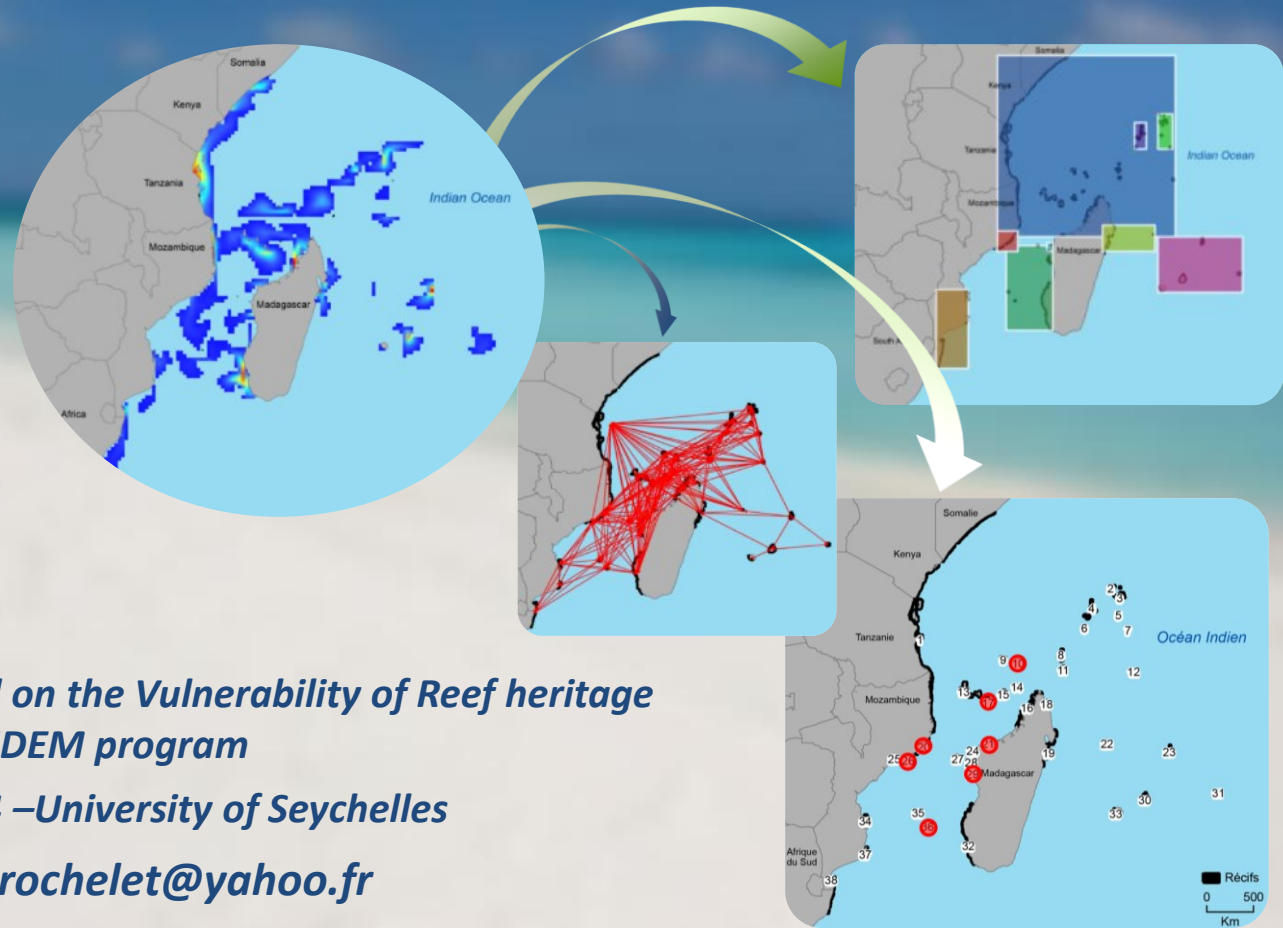 Somalia
Kenya
Tanzania
Indian Ocean
Mozambique
Madagascar
Africa
Somalia
Kenya
Tanzania
Indian Ocean
Mozambique
Madagascar
South A
on the Vulnerability of Reef heritage
DEM program
–University of Seychelles
rochelet@yahoo.fr
Somalie
Kenya
2
3
4
5
6
7
Tanzanie
1
Océan Indien
8
9
10
11
12
13
14
15
Mozambique
17
16
18
20
21
22
23
24
19
25
26
27
28
29
Madagascar
30
31
33
34
35
36
32
37
Afrique
du Sud
38
Récifs
0 500
Km